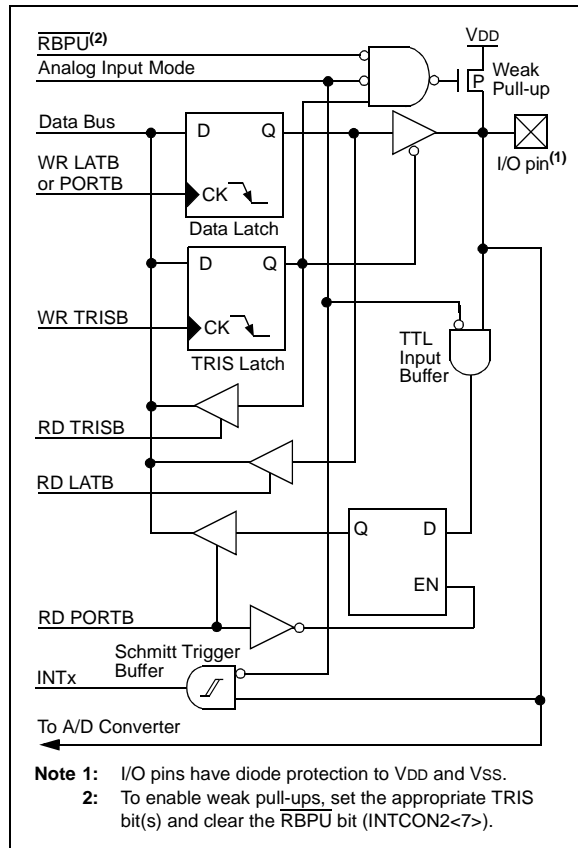 RBPU(2)
Analog Input Mode
VDD
P
Weak
Pull-up
Data Bus
D
Q
I/O pin(1)
WR LATB
or PORTB
CK
Data Latch
D
Q
WR TRISB
CK
TRIS Latch
TTL
Input
Buffer
RD TRISB
RD LATB
Q
D
EN
RD PORTB
Schmitt Trigger
Buffer
INTx
To A/D Converter
Note 1: I/O pins have diode protection to VDD and VSS.
2: To enable weak pull-ups, set the appropriate TRIS
bit(s) and clear the RBPU bit (INTCON2<7>).